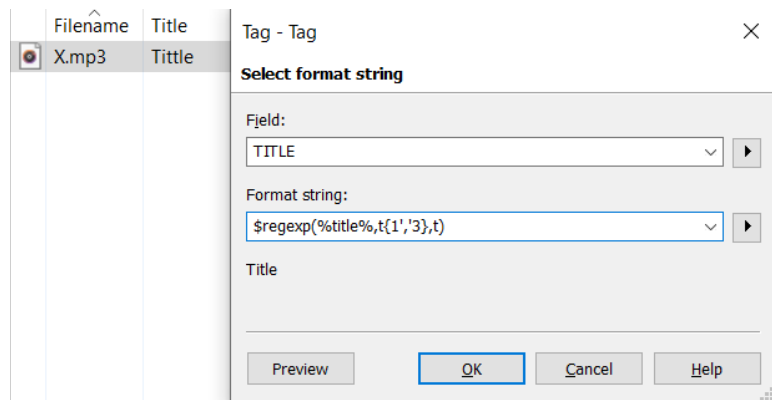 Filename Title
X.mp3 Tittle
Tag - Tag
Select format string
Field:
TITLE
Format string:
$regexp(%title%,t{1','3},t)
Title
Preview OK Cancel Help